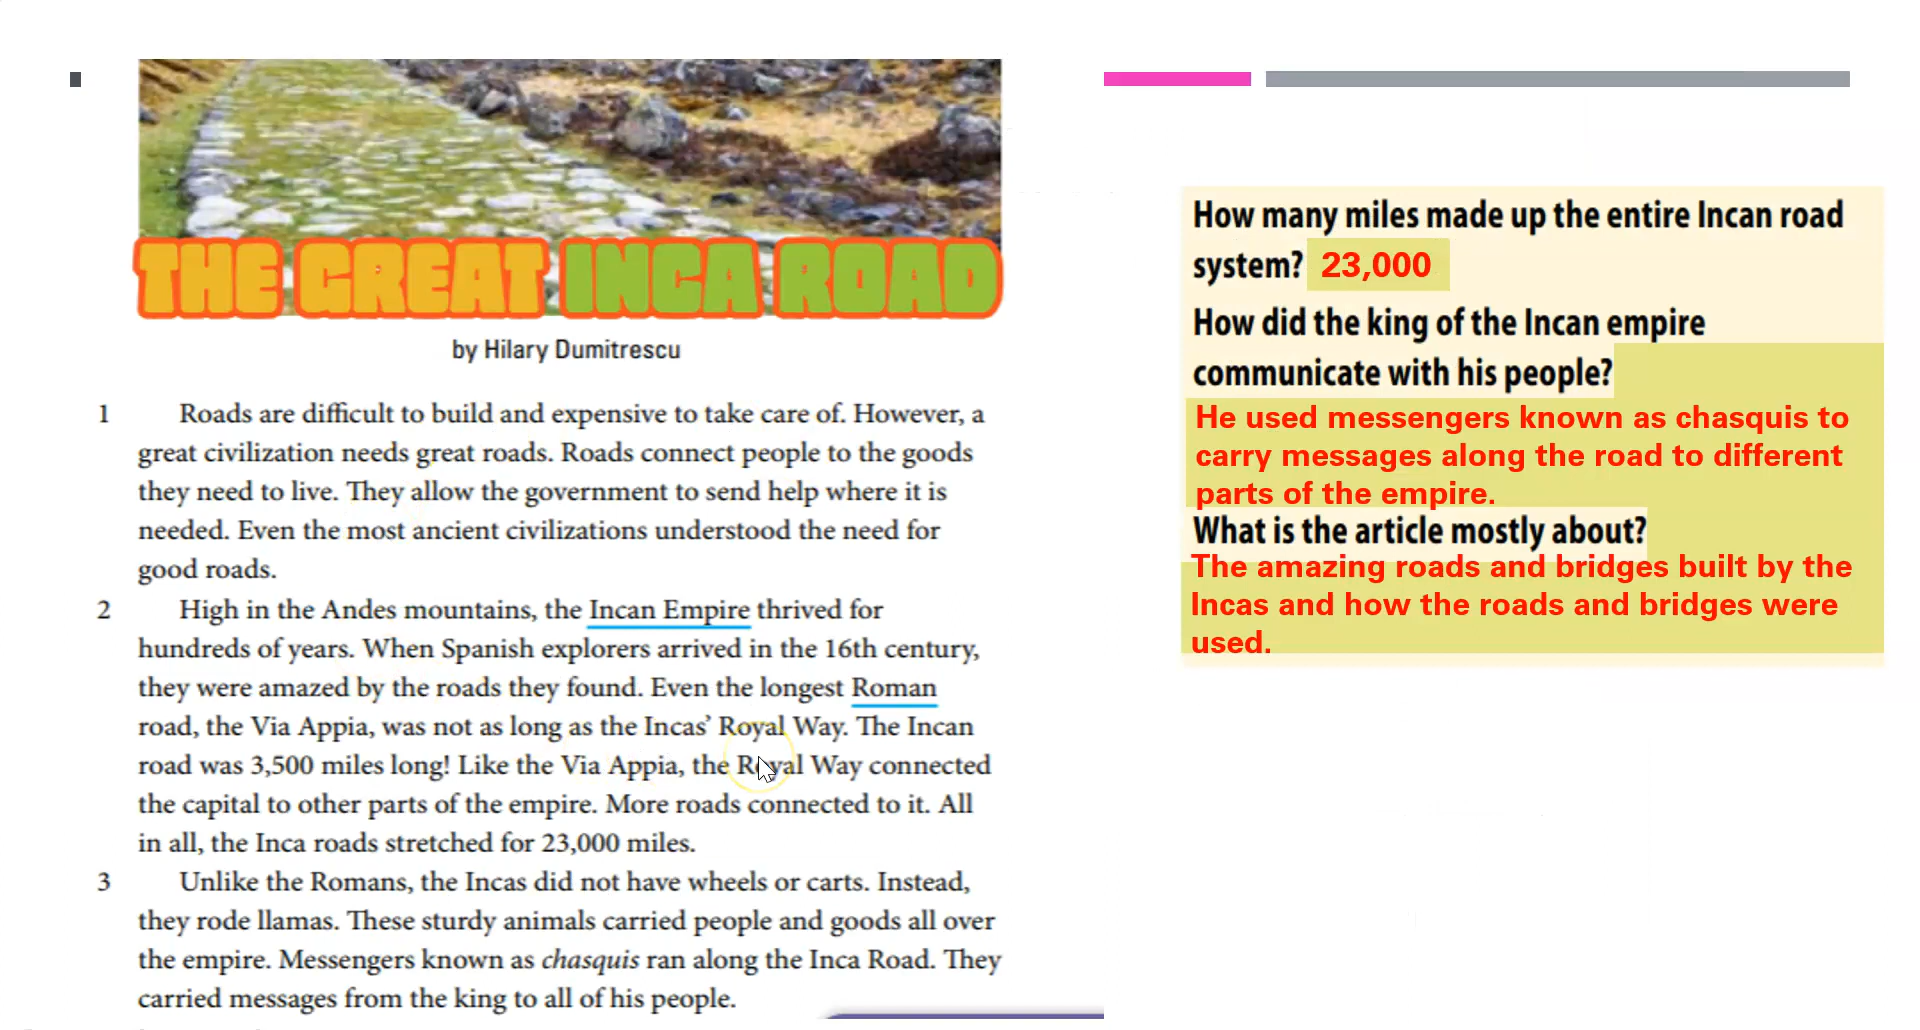 THE GREAT INCA ROAD
by Hilary Dumitrescu
1 Roads are difficult to build and expensive to take care of. However, a
great civilization needs great roads. Roads connect people to the goods
they need to live. They allow the government to send help where it is
needed. Even the most ancient civilizations understood the need for
good roads.
2 High in the Andes mountains, the Incan Empire thrived for
hundreds of years. When Spanish explorers arrived in the 16th century,
they were amazed by the roads they found. Even the longest Roman
road, the Via Appia, was not as long as the Incas’ Royal Way. The Incan
road was 3,500 miles long! Like the Via Appia, the Royal Way connected
the capital to other parts of the empire. More roads connected to it. All
in all, the Inca roads stretched for 23,000 miles.
3 Unlike the Romans, the Incas did not have wheels or carts. Instead,
they rode llamas. These sturdy animals carried people and goods all over
the empire. Messengers known as chasquis ran along the Inca Road. They
carried messages from the king to all of his people.
How many miles made up the entire Incan road
system? 23,000
How did the king of the Incan empire
communicate with his people?
He used messengers known as chasquis to
carry messages along the road to different
parts of the empire.
What is the article mostly about?
The amazing roads and bridges built by the
Incas and how the roads and bridges were
used.